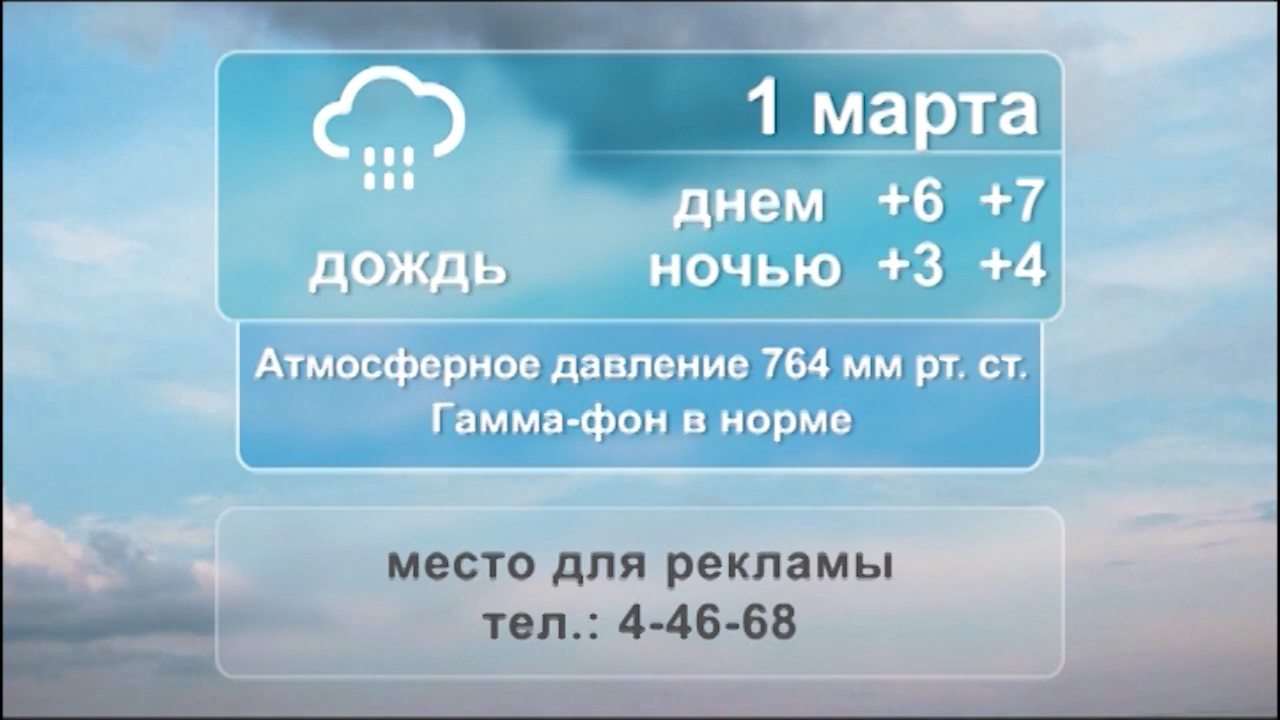 1 марта
днем +6 +7
дождь ночью +3 +4
Атмосферное давление 764 мм рт. ст.
Гамма-фон в норме
место для рекламы
тел.: 4-46-68